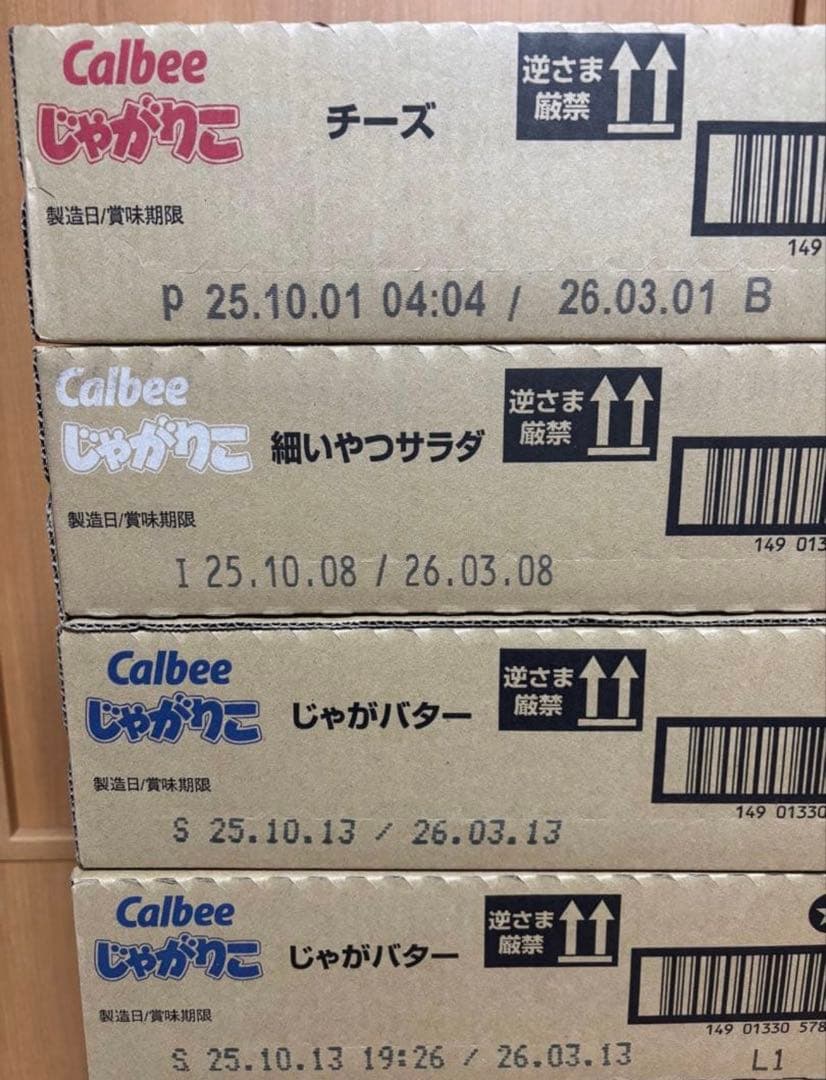 Calbee
じゃがりこ
チーズ
逆さま
厳禁
製造日/賞味期限
149
P 25.10.01 04:04 / 26.03.01 B
Calbee
じゃがりこ
細いやつサラダ
逆さま
厳禁
製造日/賞味期限
149 013
I 25.10.08 / 26.03.08
Calbee
じゃがりこ
じゃがバター
逆さま
厳禁
製造日/賞味期限
149 01330
S 25.10.13 / 26.03.13
Calbee
じゃがりこ
じゃがバター
逆さま
厳禁
製造日/賞味期限
149 01330 578
S 25.10.13 19:26 / 26.03.13 L1